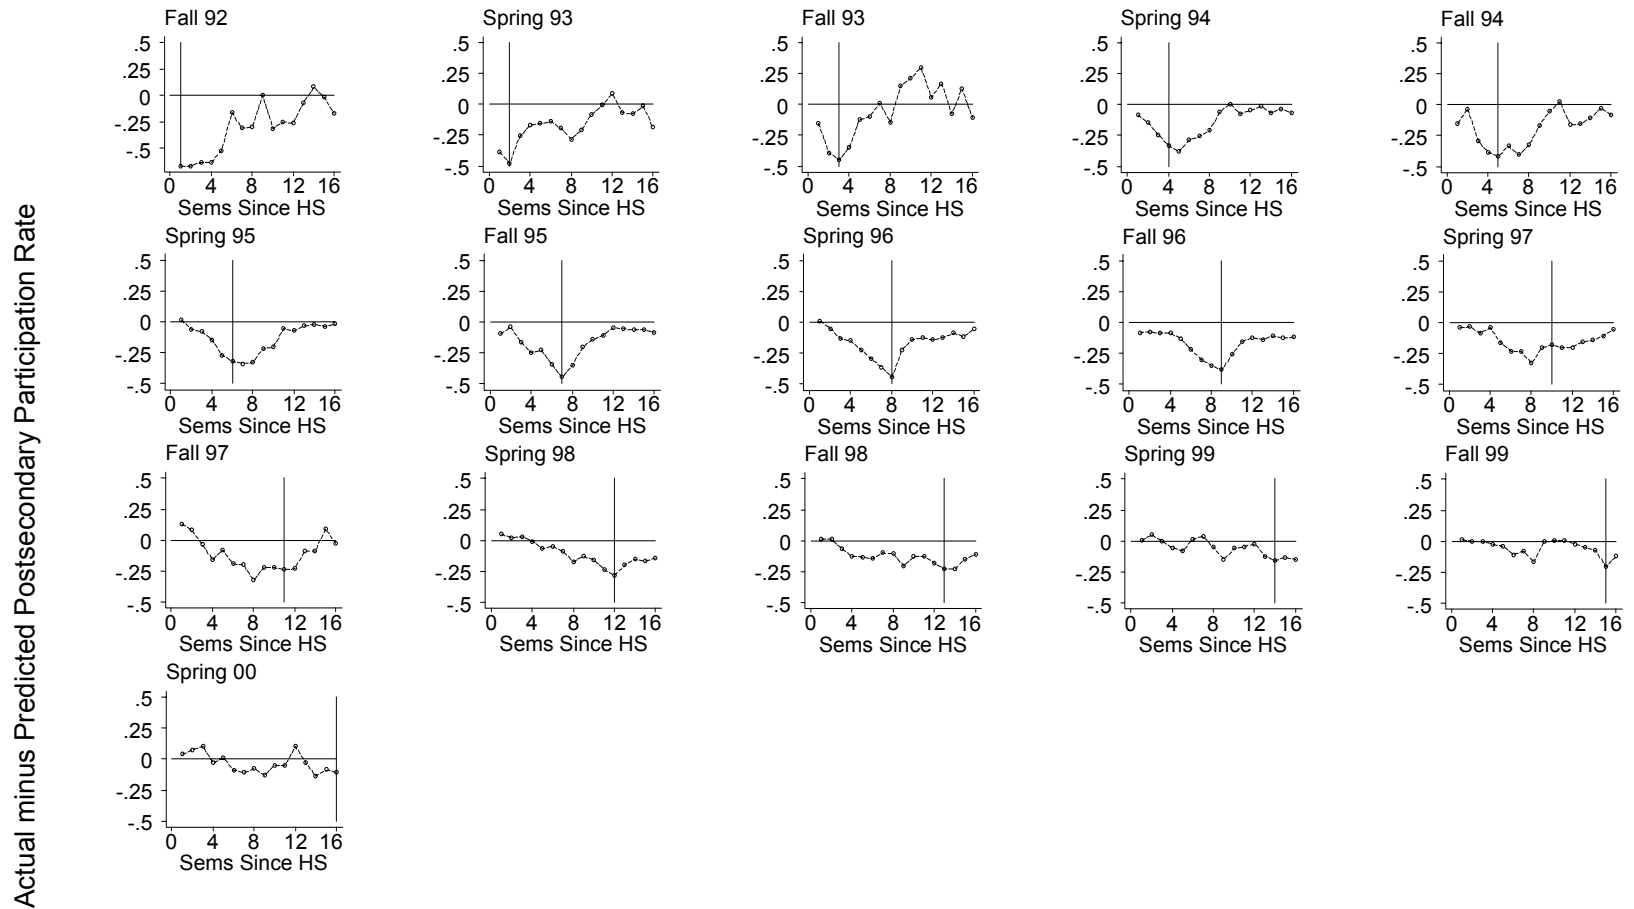 Actual minus Predicted Postsecondary Participation Rate
Fall 92
.5
.25
0
-.25
-.5
0 4 8 12 16
Sems Since HS
Spring 93
.5
.25
0
-.25
-.5
0 4 8 12 16
Sems Since HS
Fall 93
.5
.25
0
-.25
-.5
0 4 8 12 16
Sems Since HS
Spring 94
.5
.25
0
-.25
-.5
0 4 8 12 16
Sems Since HS
Fall 94
.5
.25
0
-.25
-.5
0 4 8 12 16
Sems Since HS
Spring 95
.5
.25
0
-.25
-.5
0 4 8 12 16
Sems Since HS
Fall 95
.5
.25
0
-.25
-.5
0 4 8 12 16
Sems Since HS
Spring 96
.5
.25
0
-.25
-.5
0 4 8 12 16
Sems Since HS
Fall 96
.5
.25
0
-.25
-.5
0 4 8 12 16
Sems Since HS
Spring 97
.5
.25
0
-.25
-.5
0 4 8 12 16
Sems Since HS
Fall 97
.5
.25
0
-.25
-.5
0 4 8 12 16
Sems Since HS
Spring 98
.5
.25
0
-.25
-.5
0 4 8 12 16
Sems Since HS
Fall 98
.5
.25
0
-.25
-.5
0 4 8 12 16
Sems Since HS
Spring 99
.5
.25
0
-.25
-.5
0 4 8 12 16
Sems Since HS
Fall 99
.5
.25
0
-.25
-.5
0 4 8 12 16
Sems Since HS
Spring 00
.5
.25
0
-.25
-.5
0 4 8 12 16
Sems Since HS